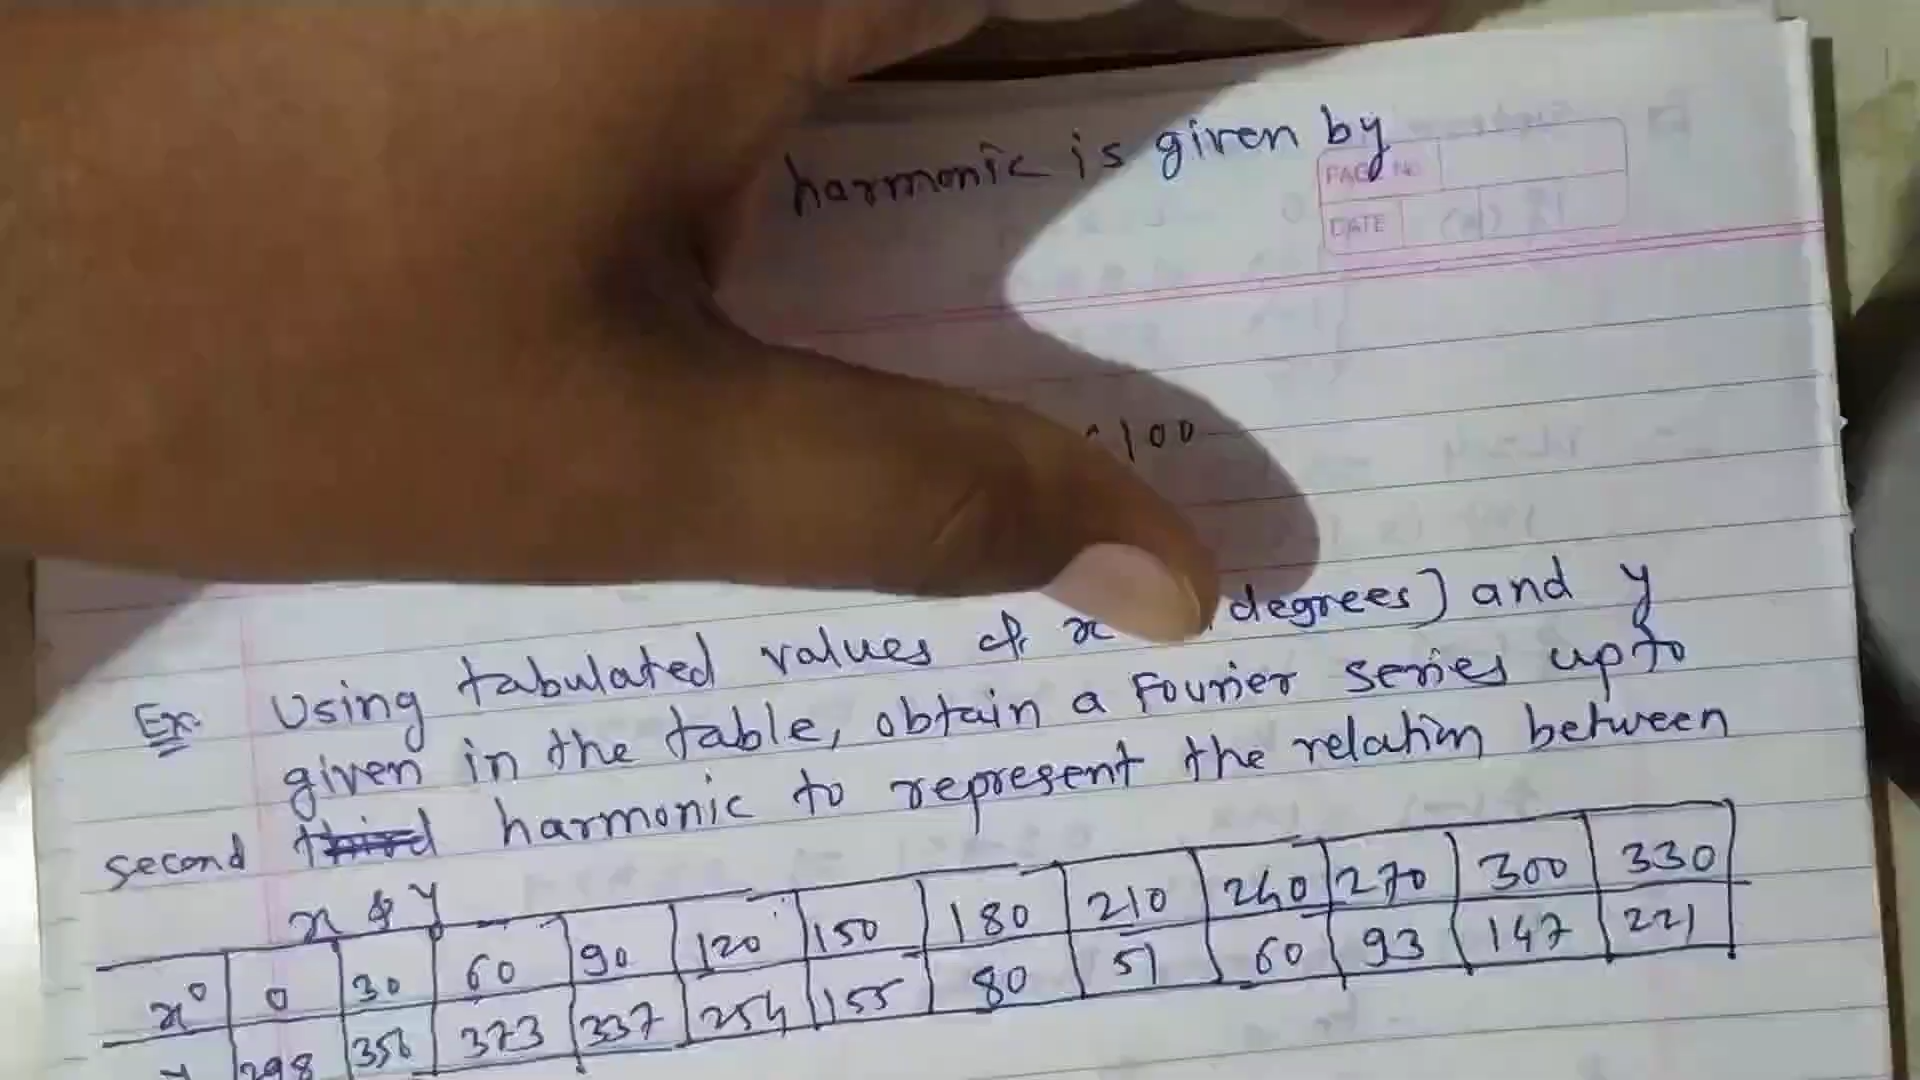 harmonic is given by
PAGE No
DATE
100
Ex. Using tabulated values of x degrees) and y
given in the table, obtain a Fourier series upto
second third harmonic to represent the relation between
x & y
x° 0 30 60 90 120 150 180 210 240 270 300 330
298 356 373 337 254 155 80 51 60 93 147 221